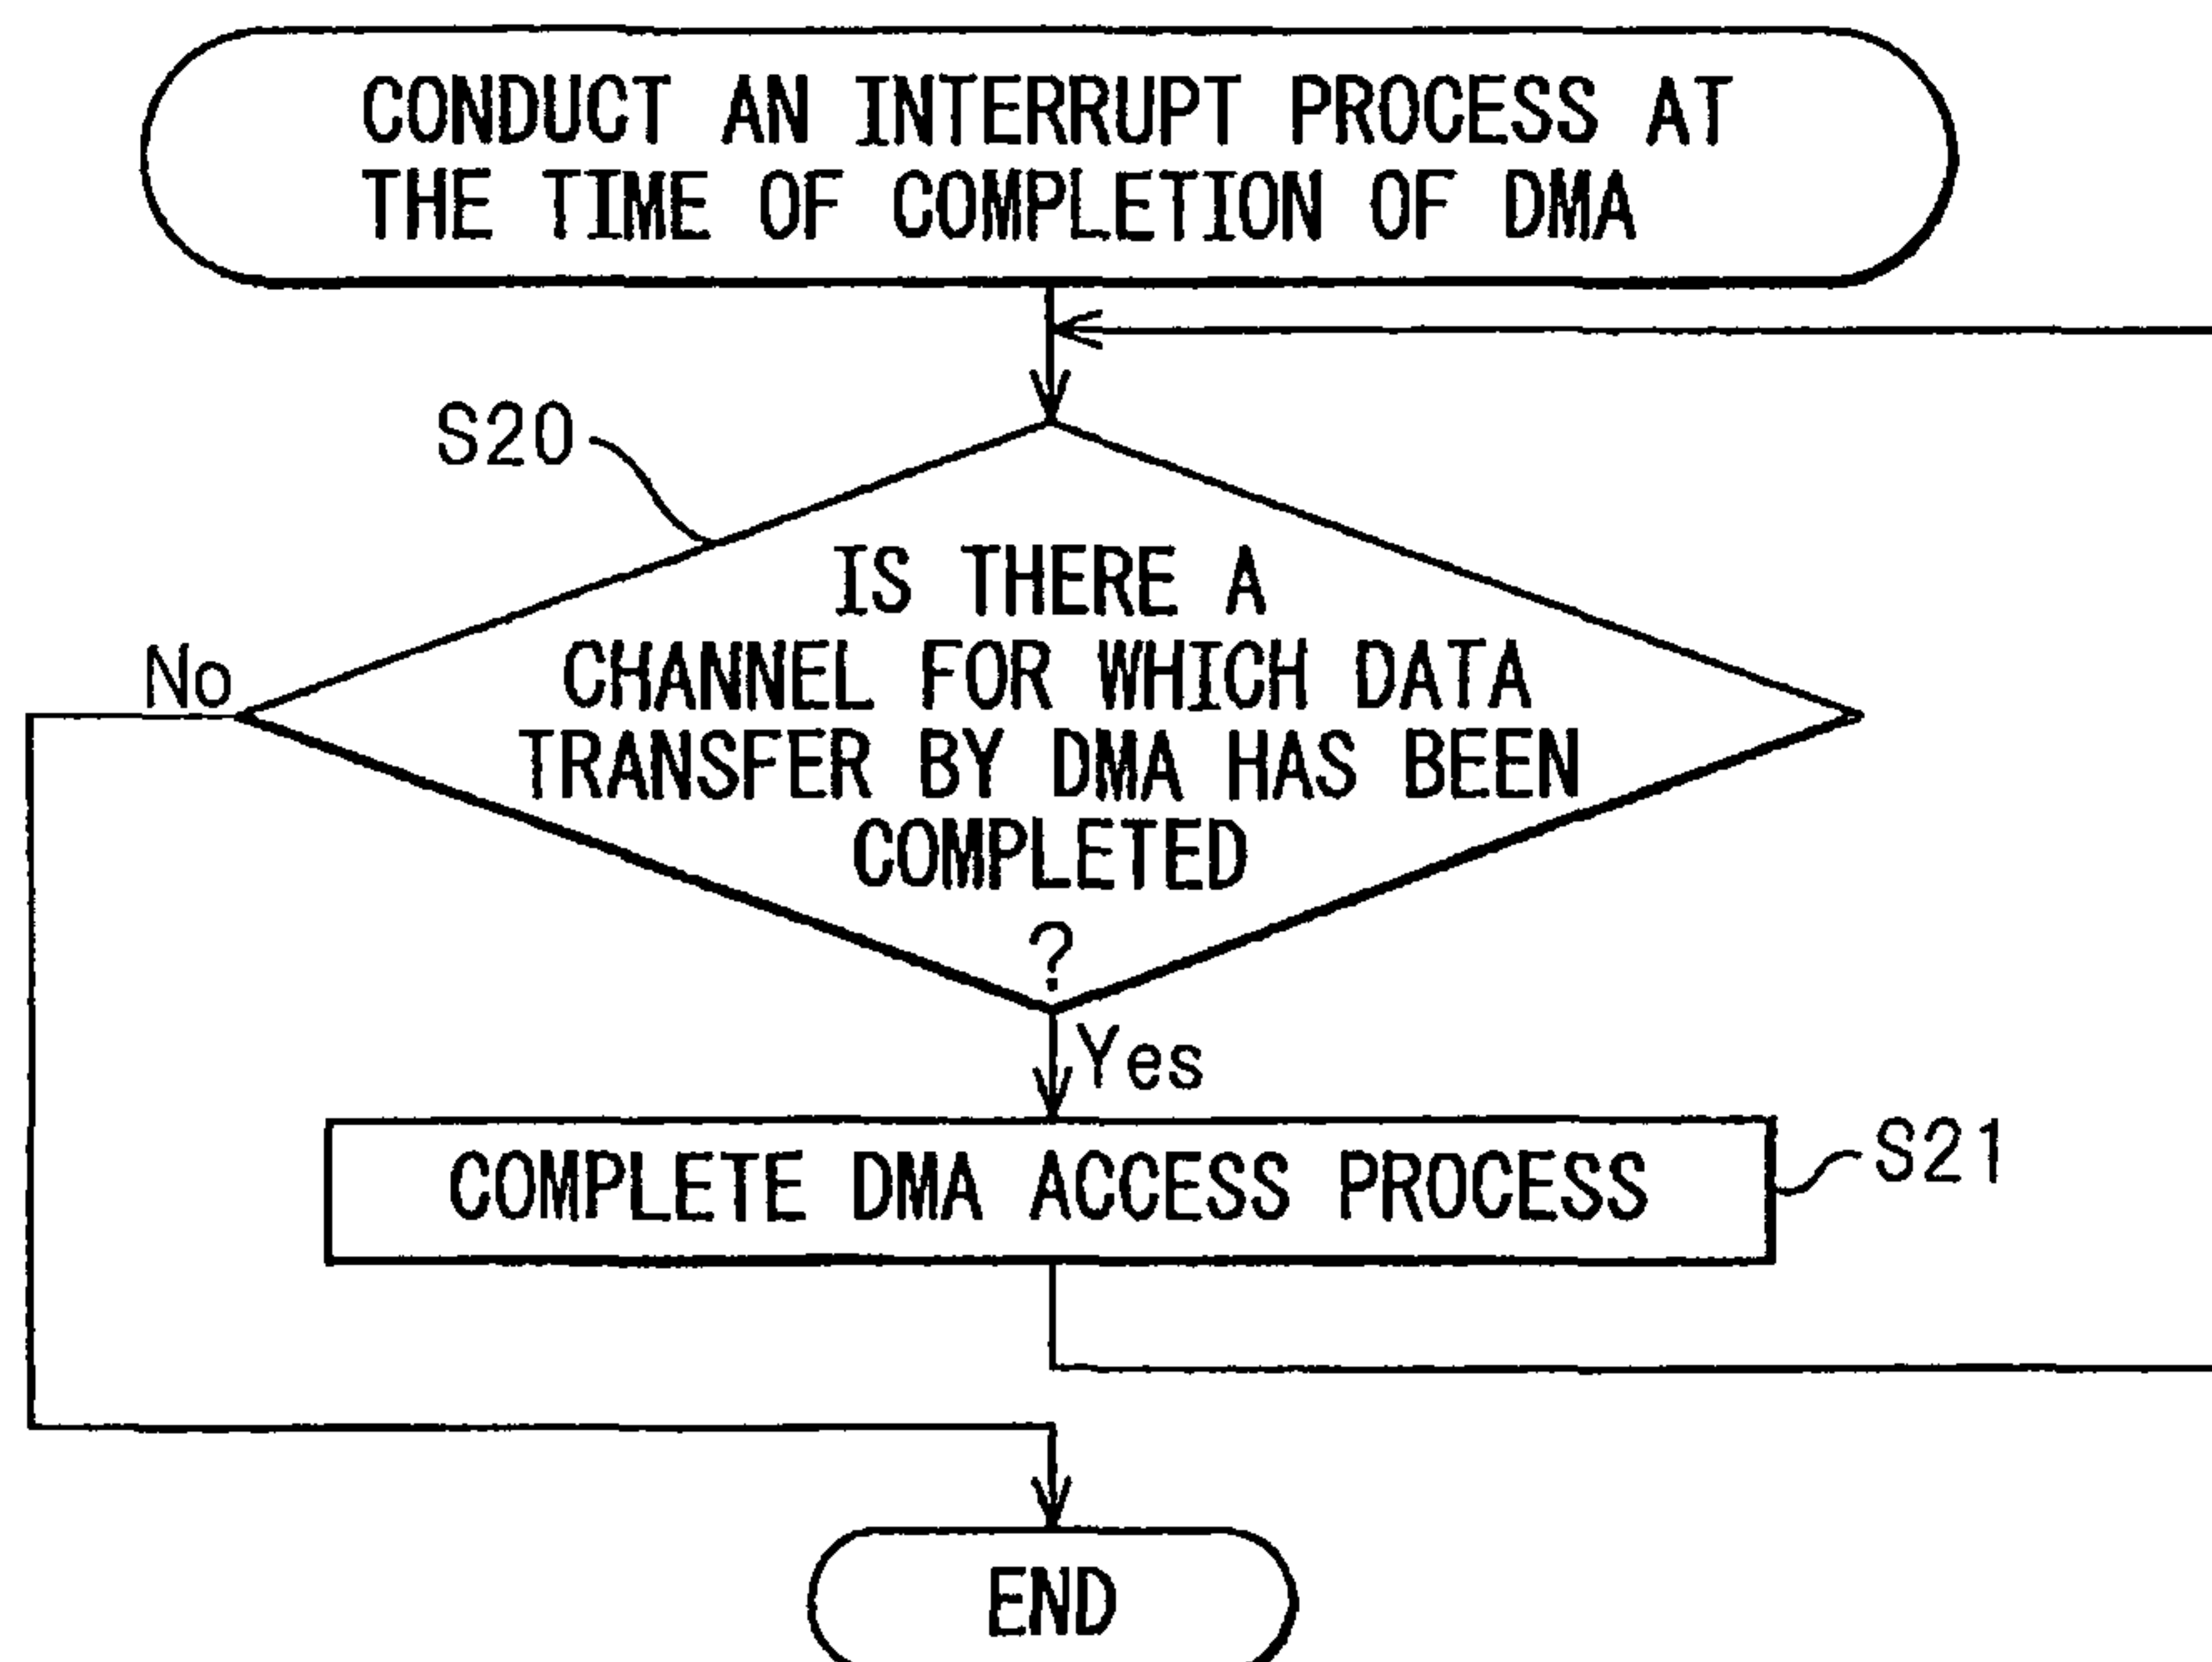 CONDUCT AN INTERRUPT PROCESS AT
THE TIME OF COMPLETION OF DMA
S20
IS THERE A
CHANNEL FOR WHICH DATA
TRANSFER BY DMA HAS BEEN
COMPLETED
?
No
Yes
COMPLETE DMA ACCESS PROCESS
S21
END